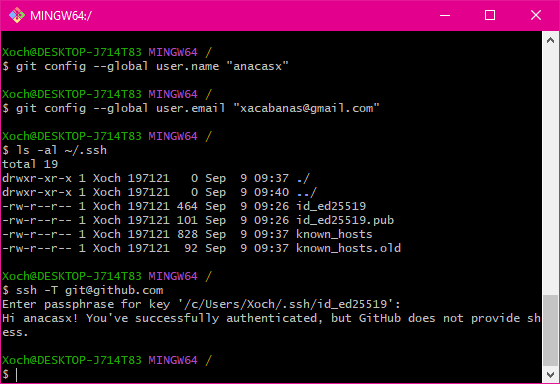 MINGW64:/
Xoch@DESKTOP-J714T83 MINGW64 /
$ git config --global user.name "anacasx"
Xoch@DESKTOP-J714T83 MINGW64 /
$ git config --global user.email "xacabanas@gmail.com"
Xoch@DESKTOP-J714T83 MINGW64 /
$ ls -al ~/.ssh
total 19
drwxr-xr-x 1 Xoch 197121   0 Sep  9 09:37 ./
drwxr-xr-x 1 Xoch 197121   0 Sep  9 09:40 ../
-rw-r--r-- 1 Xoch 197121 464 Sep  9 09:26 id_ed25519
-rw-r--r-- 1 Xoch 197121 101 Sep  9 09:26 id_ed25519.pub
-rw-r--r-- 1 Xoch 197121 828 Sep  9 09:37 known_hosts
-rw-r--r-- 1 Xoch 197121  92 Sep  9 09:37 known_hosts.old
Xoch@DESKTOP-J714T83 MINGW64 /
$ ssh -T git@github.com
Enter passphrase for key '/c/Users/Xoch/.ssh/id_ed25519':
Hi anacasx! You've successfully authenticated, but GitHub does not provide sh
ess.
Xoch@DESKTOP-J714T83 MINGW64 /
$